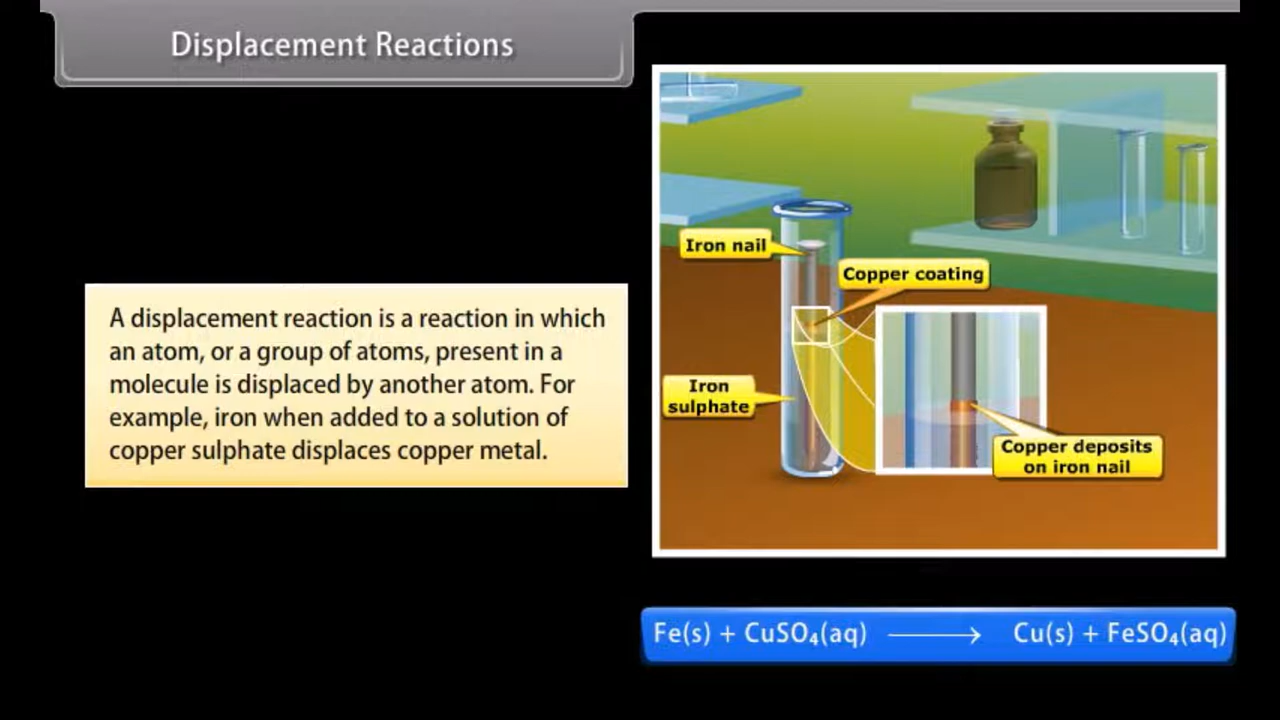 Displacement Reactions
A displacement reaction is a reaction in which
an atom, or a group of atoms, present in a
molecule is displaced by another atom. For
example, iron when added to a solution of
copper sulphate displaces copper metal.
Iron nail
Copper coating
Iron
sulphate
Copper deposits
on iron nail
Fe(s) + CuSO₄(aq) ⟶ Cu(s) + FeSO₄(aq)